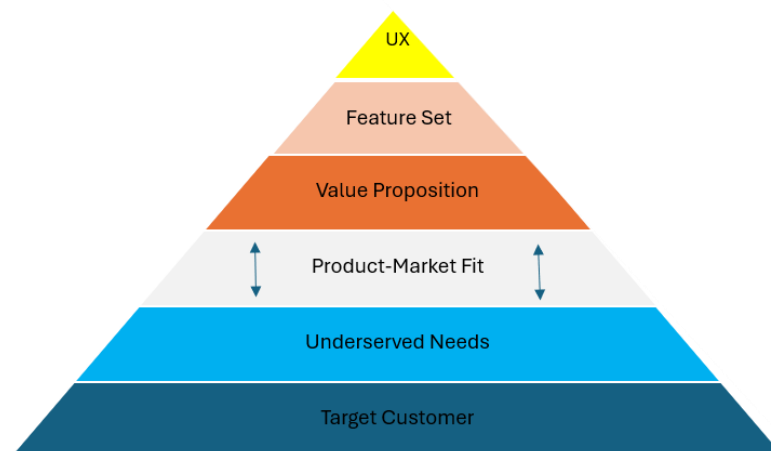 UX
Feature Set
Value Proposition
Product-Market Fit
Underserved Needs
Target Customer